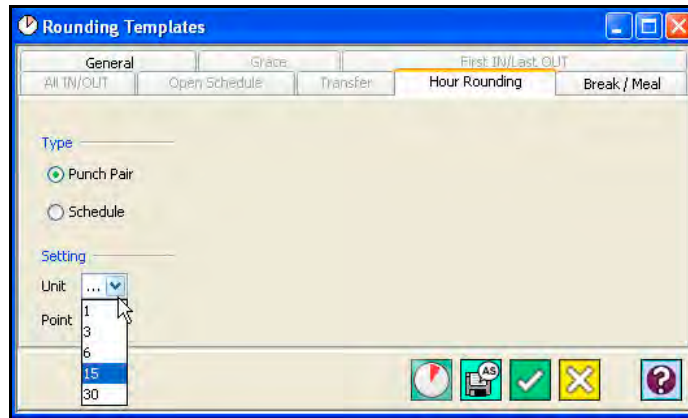 Rounding Templates
General Grace First IN/Last OUT
All IN/OUT Open Schedule Transfer Hour Rounding Break / Meal
Type
Punch Pair
Schedule
Setting
Unit ...
1
Point
3
6
15
30
AS
?